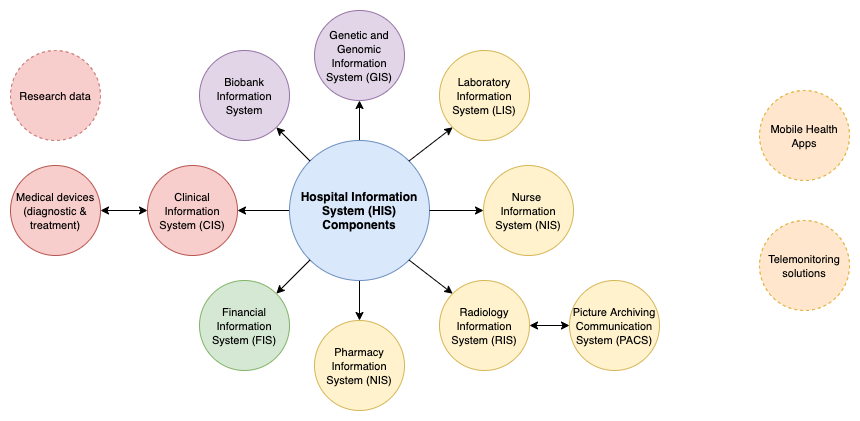 Genetic and
Genomic
Information
System (GIS)
Biobank
Information
System
Laboratory
Information
System (LIS)
Research data
Mobile Health
Apps
Medical devices
(diagnostic &
treatment)
Clinical
Information
System (CIS)
Hospital Information
System (HIS)
Components
Nurse
Information
System (NIS)
Telemonitoring
solutions
Financial
Information
System (FIS)
Pharmacy
Information
System (NIS)
Radiology
Information
System (RIS)
Picture Archiving
Communication
System (PACS)